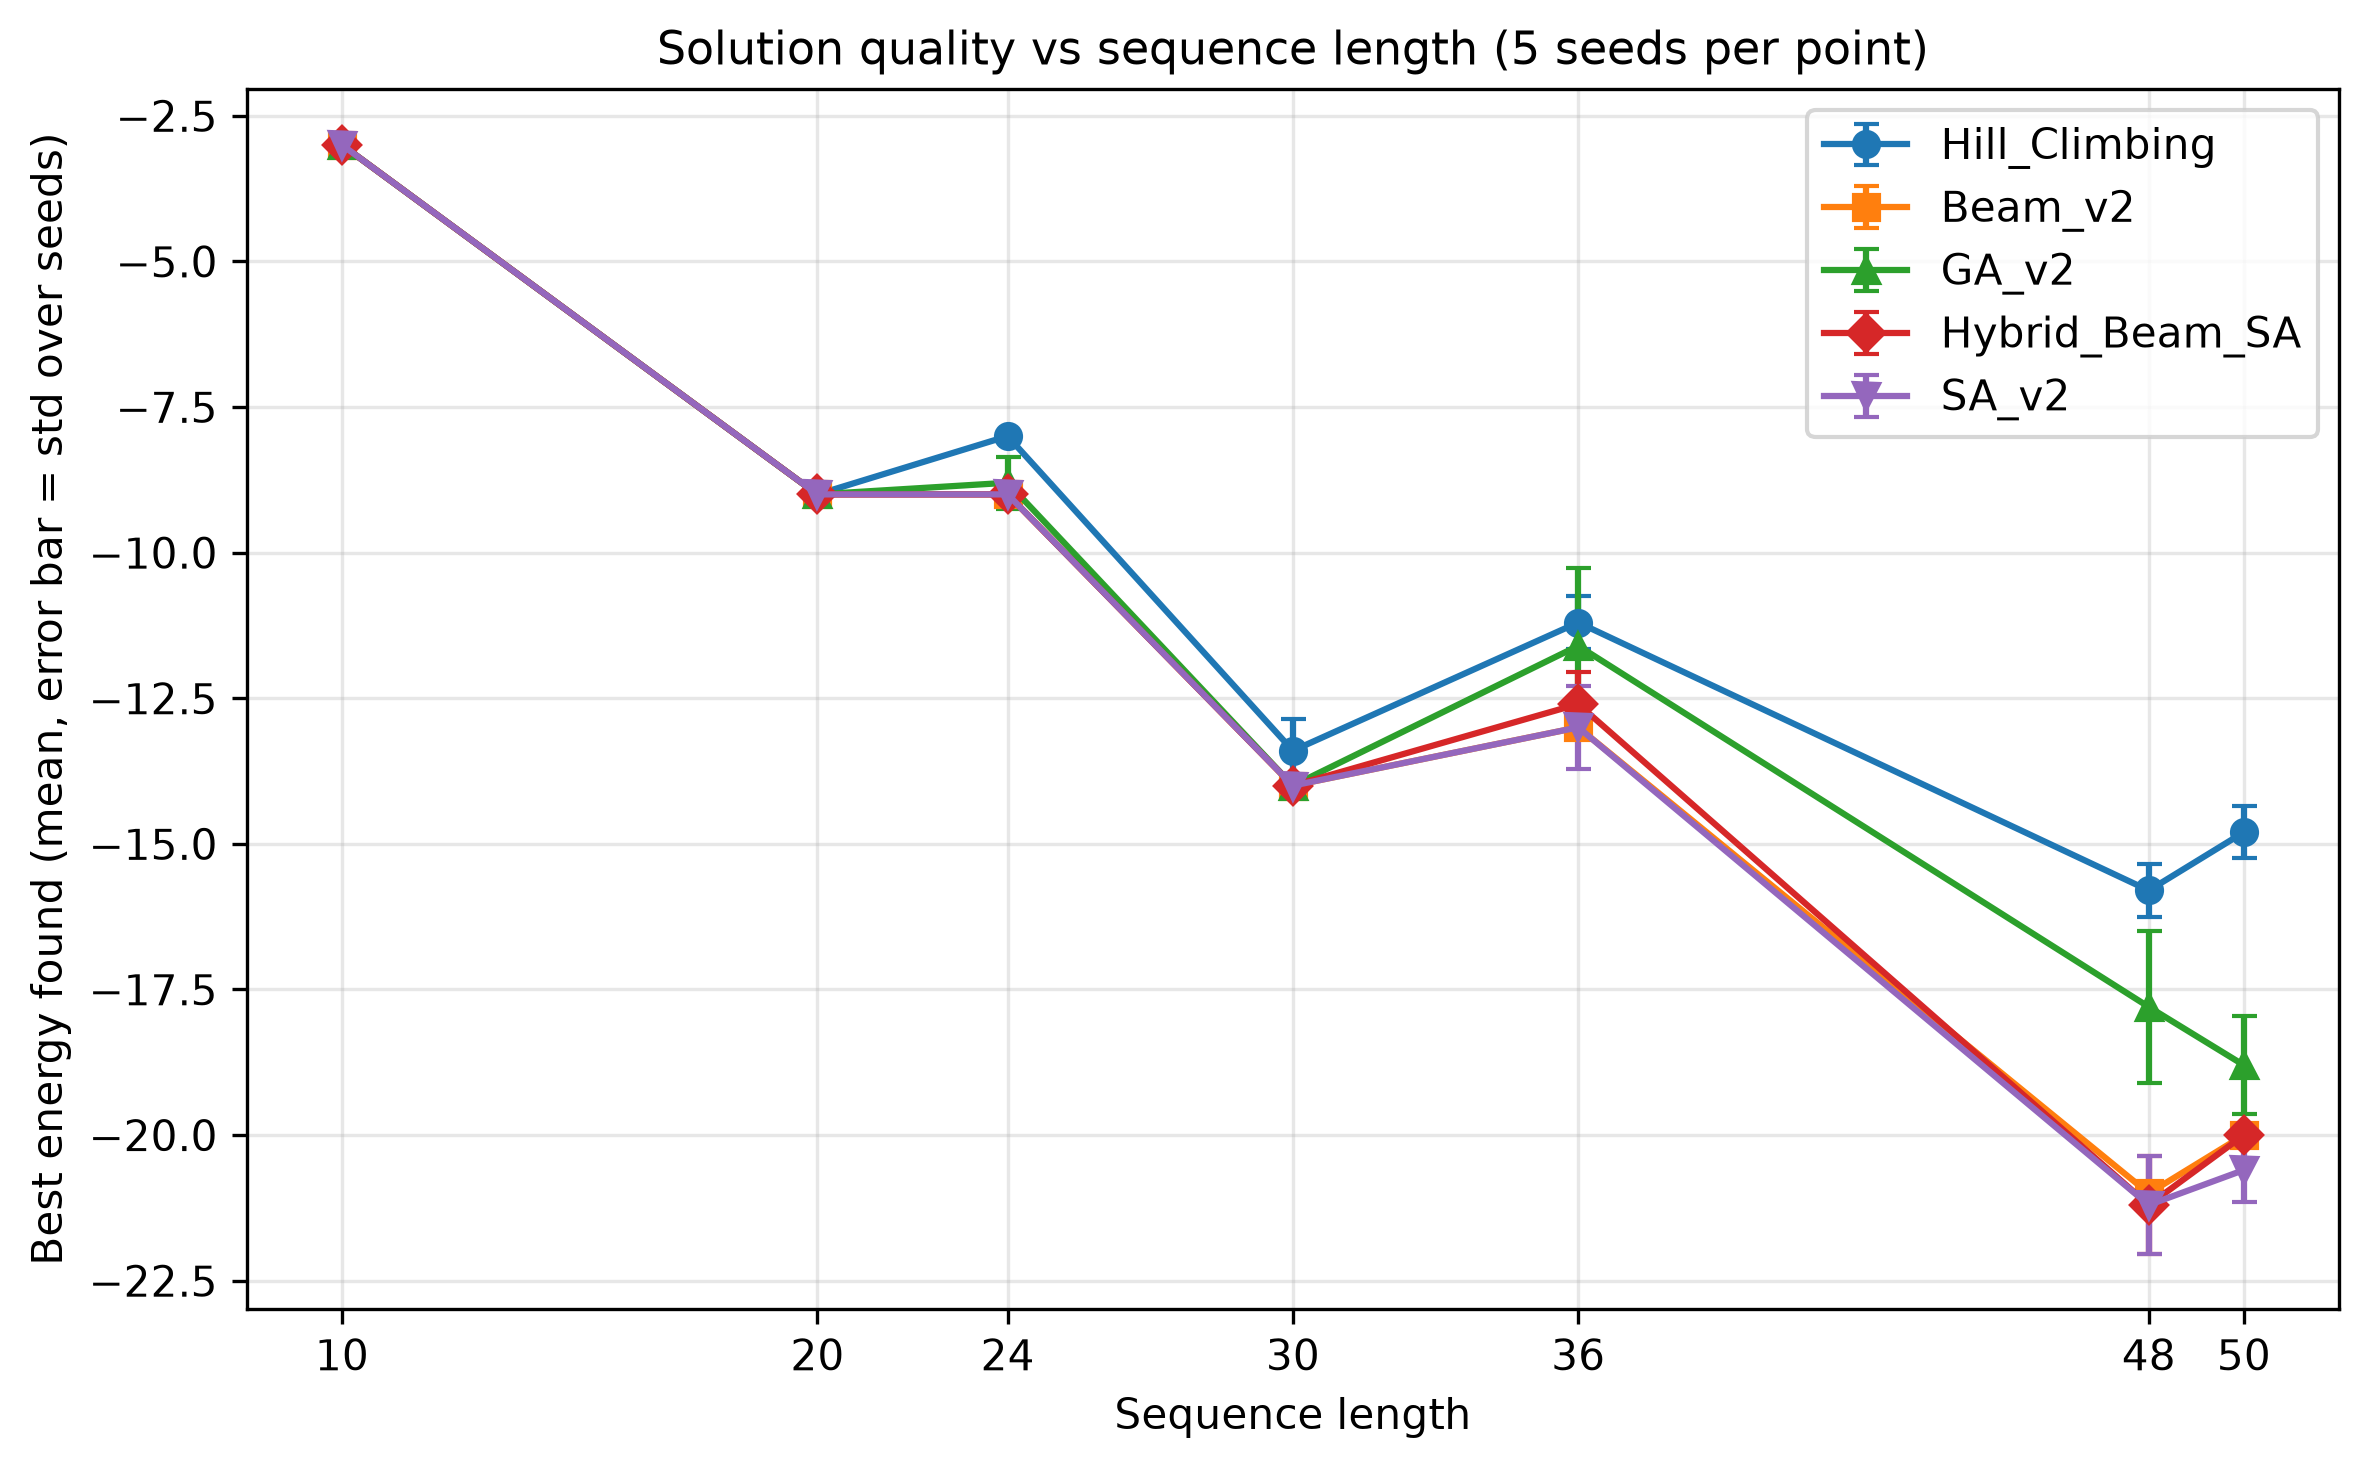 Solution quality vs sequence length (5 seeds per point)
Best energy found (mean, error bar = std over seeds)
−2.5
−5.0
−7.5
−10.0
−12.5
−15.0
−17.5
−20.0
−22.5
Hill_Climbing
Beam_v2
GA_v2
Hybrid_Beam_SA
SA_v2
10 20 24 30 36 48 50
Sequence length